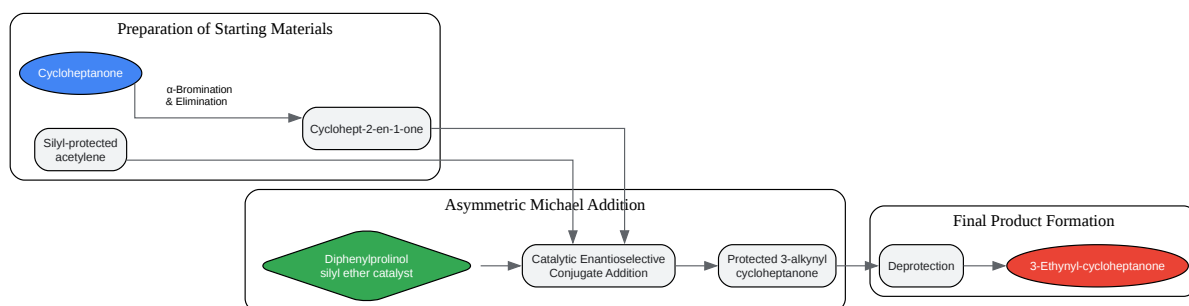 Preparation of Starting Materials
Cycloheptanone
α-Bromination
& Elimination
Cyclohept-2-en-1-one
Silyl-protected
acetylene
Asymmetric Michael Addition
Diphenylprolinol
silyl ether catalyst
Catalytic Enantioselective
Conjugate Addition
Protected 3-alkynyl
cycloheptanone
Final Product Formation
Deprotection
3-Ethynyl-cycloheptanone